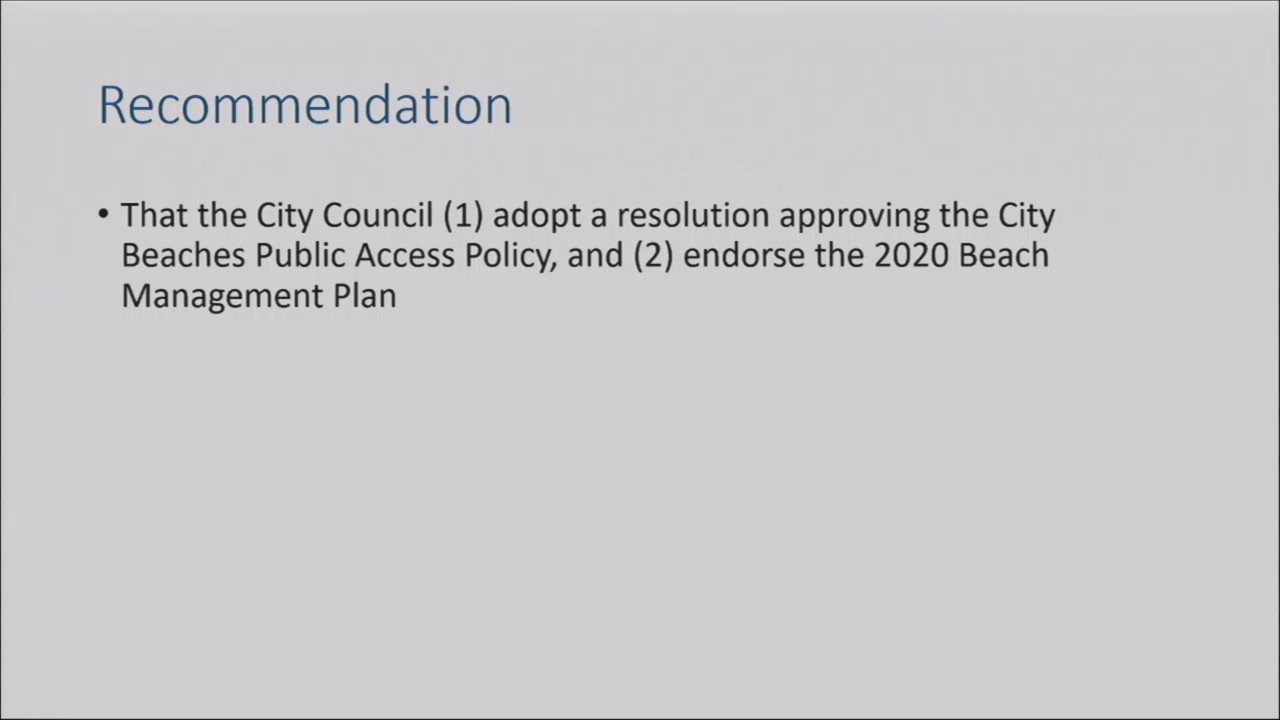 Recommendation
• That the City Council (1) adopt a resolution approving the City
Beaches Public Access Policy, and (2) endorse the 2020 Beach
Management Plan